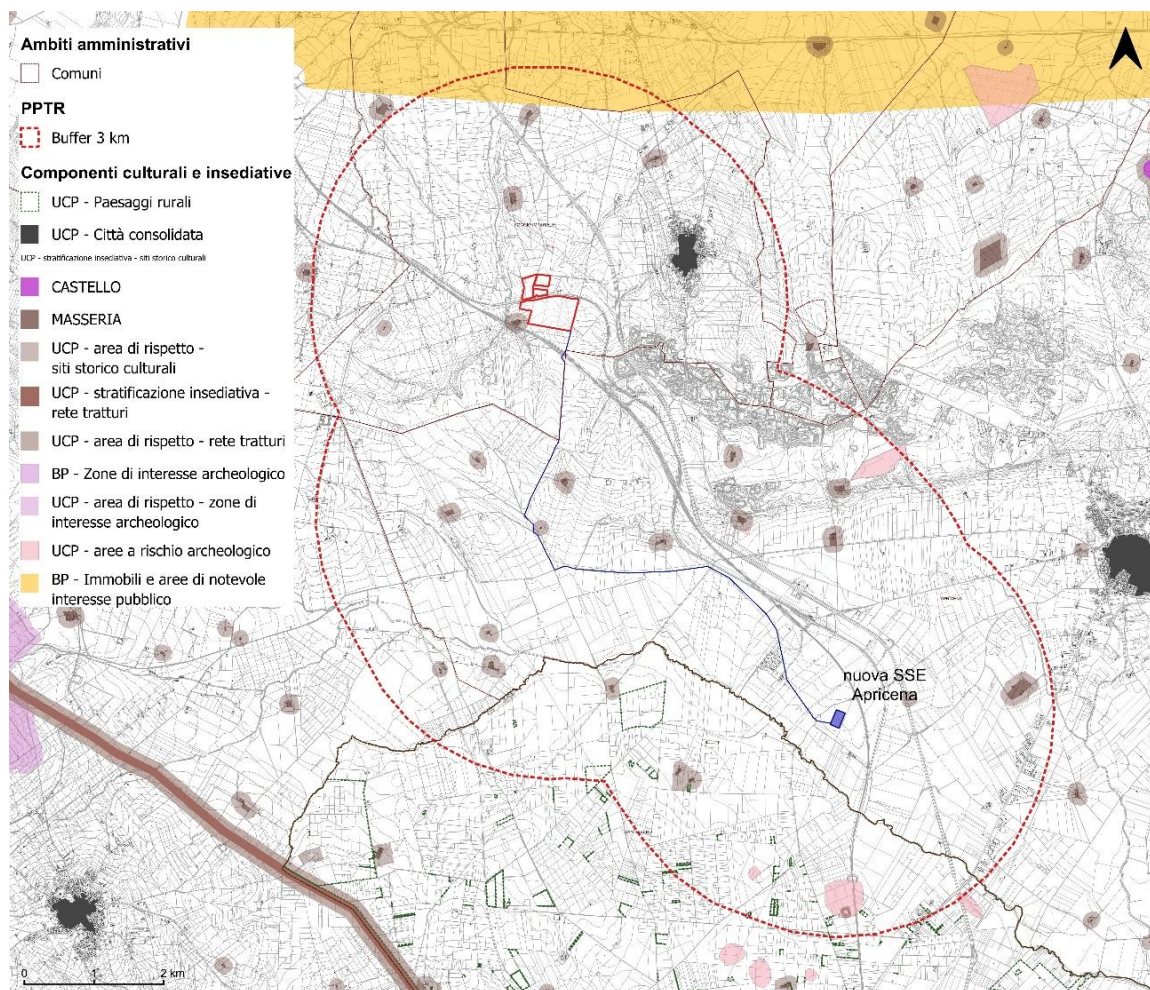 Ambiti amministrativi
Comuni
PPTR
Buffer 3 km
Componenti culturali e insediative
UCP - Paesaggi rurali
UCP - Città consolidata
UCP - stratificazione insediativa - siti storico culturali
CASTELLO
MASSERIA
UCP - area di rispetto -
siti storico culturali
UCP - stratificazione insediativa -
rete tratturi
UCP - area di rispetto - rete tratturi
BP - Zone di interesse archeologico
UCP - area di rispetto - zone di
interesse archeologico
UCP - aree a rischio archeologico
BP - Immobili e aree di notevole
interesse pubblico
nuova SSE
Apricena
0 1 2 km